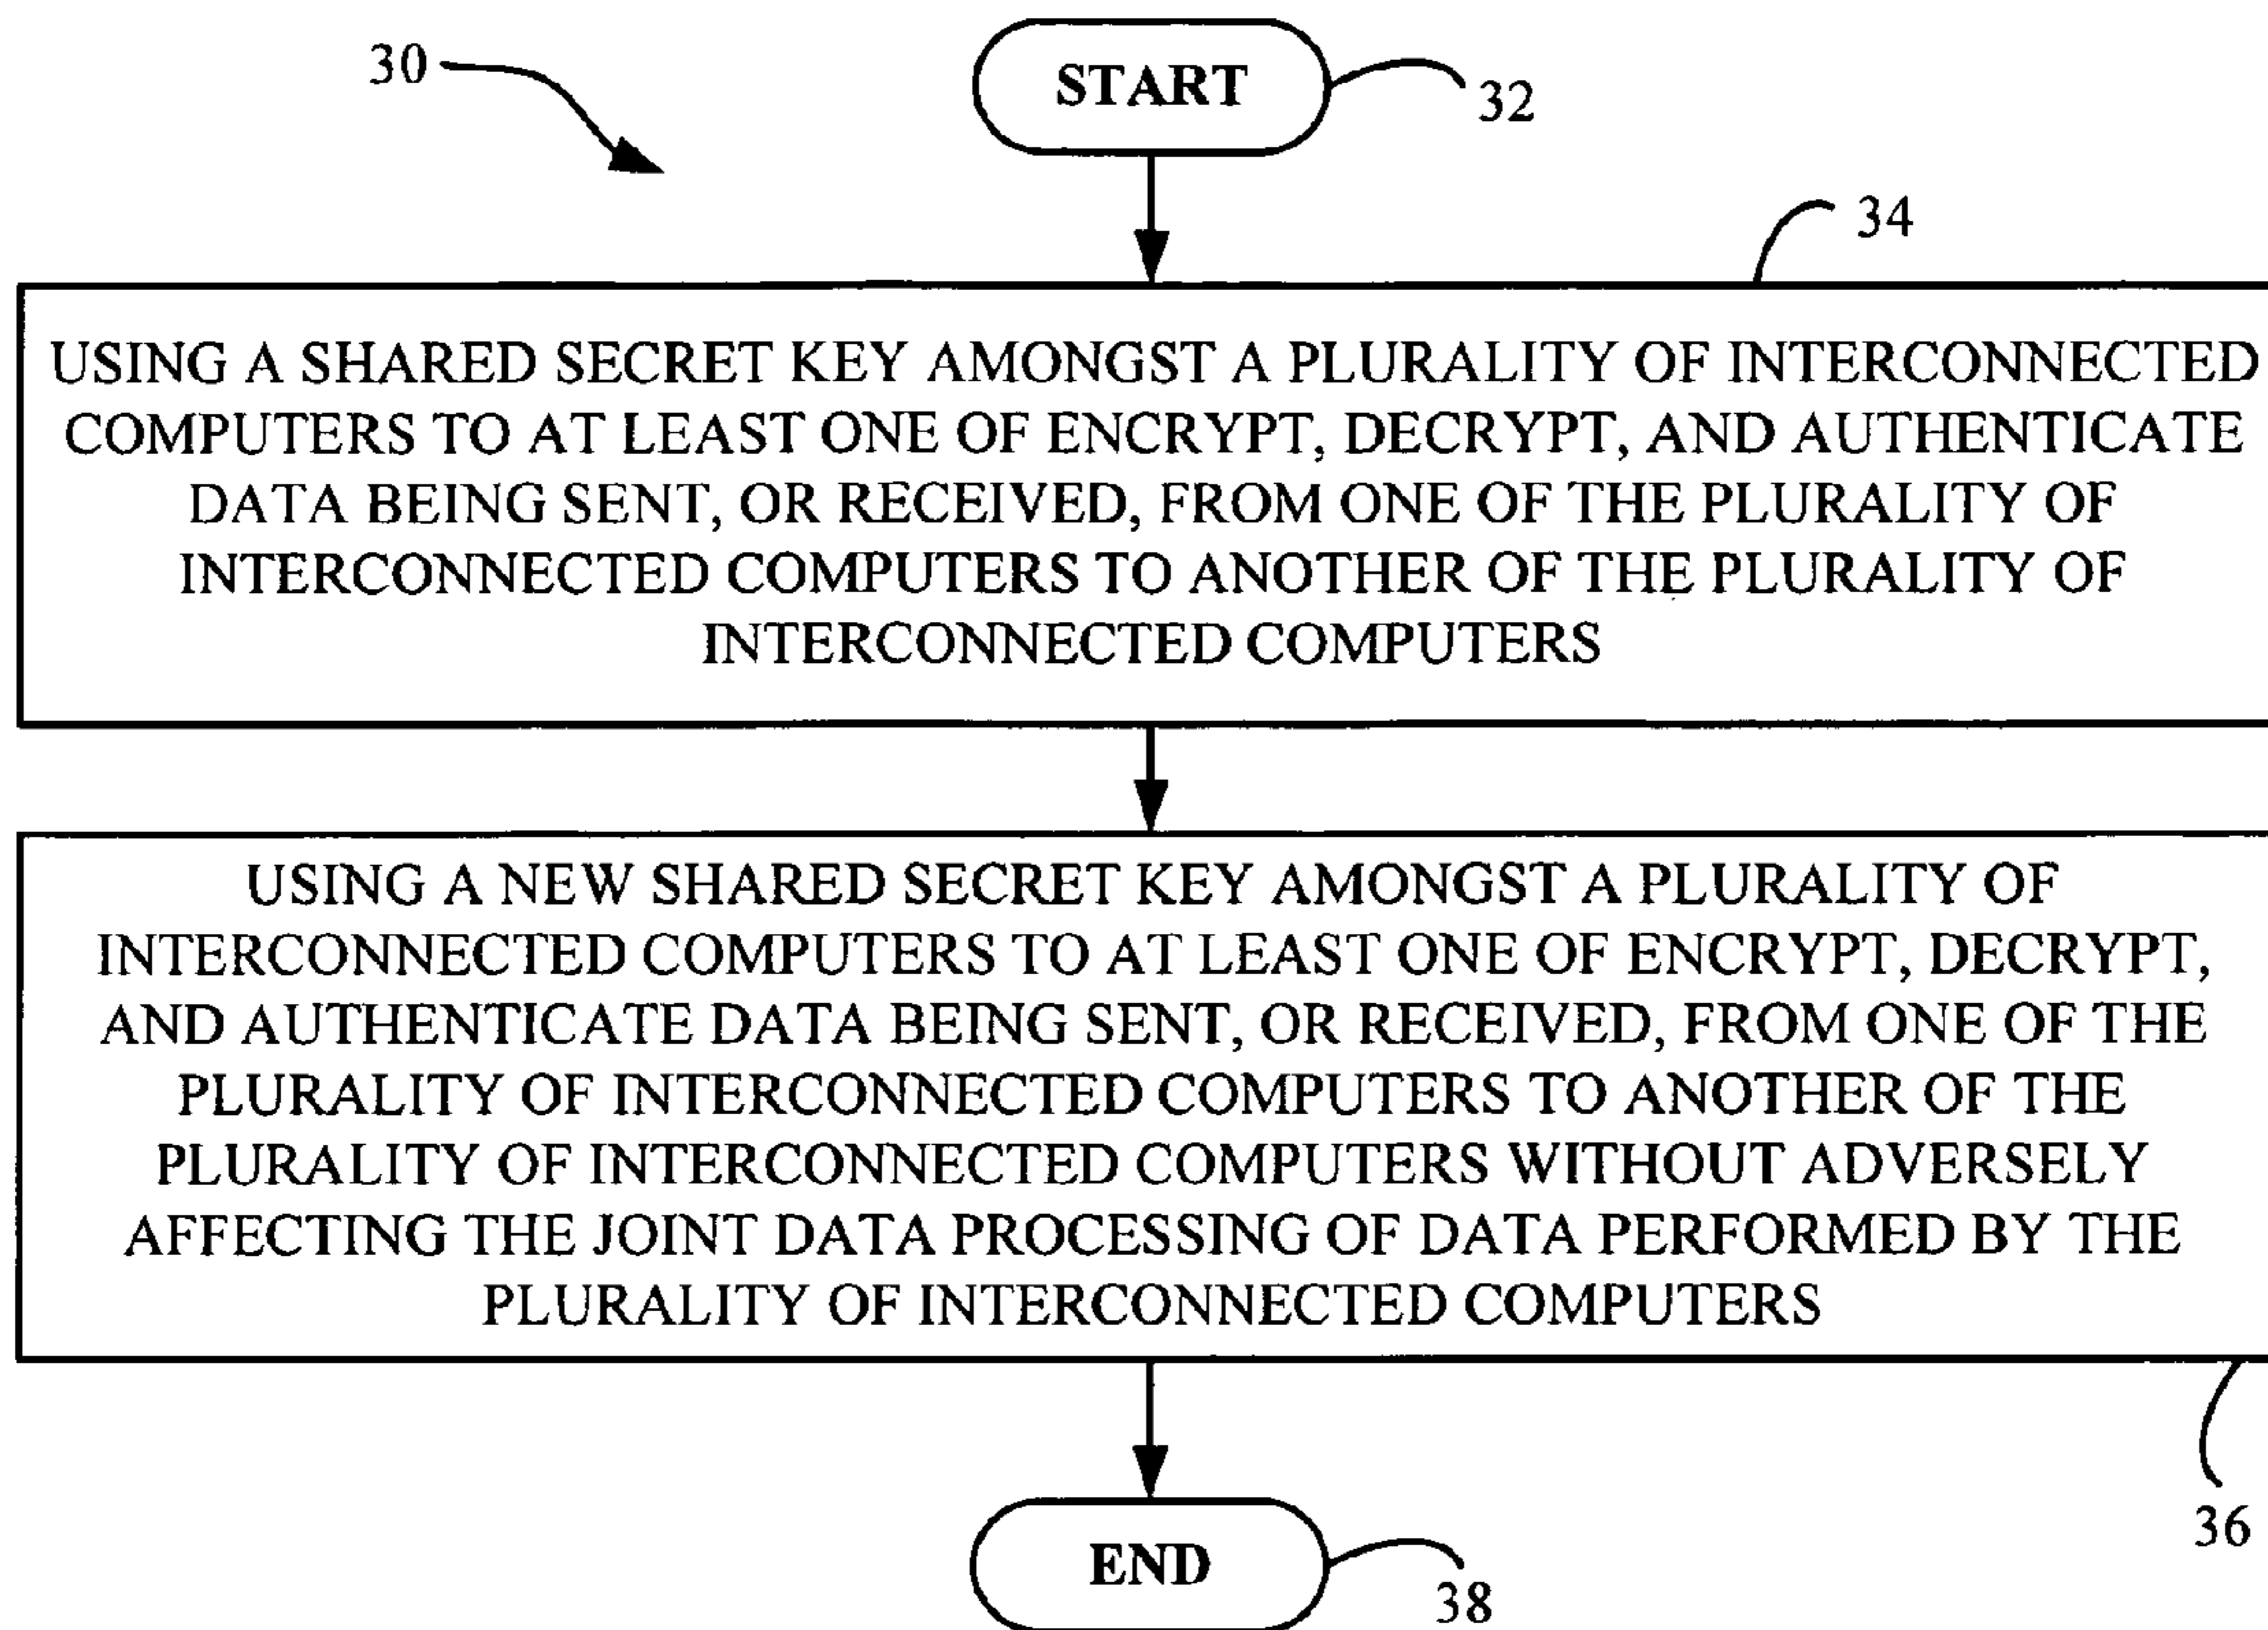 30
START
32
34
USING A SHARED SECRET KEY AMONGST A PLURALITY OF INTERCONNECTED
COMPUTERS TO AT LEAST ONE OF ENCRYPT, DECRYPT, AND AUTHENTICATE
DATA BEING SENT, OR RECEIVED, FROM ONE OF THE PLURALITY OF
INTERCONNECTED COMPUTERS TO ANOTHER OF THE PLURALITY OF
INTERCONNECTED COMPUTERS
USING A NEW SHARED SECRET KEY AMONGST A PLURALITY OF
INTERCONNECTED COMPUTERS TO AT LEAST ONE OF ENCRYPT, DECRYPT,
AND AUTHENTICATE DATA BEING SENT, OR RECEIVED, FROM ONE OF THE
PLURALITY OF INTERCONNECTED COMPUTERS TO ANOTHER OF THE
PLURALITY OF INTERCONNECTED COMPUTERS WITHOUT ADVERSELY
AFFECTING THE JOINT DATA PROCESSING OF DATA PERFORMED BY THE
PLURALITY OF INTERCONNECTED COMPUTERS
36
END
38